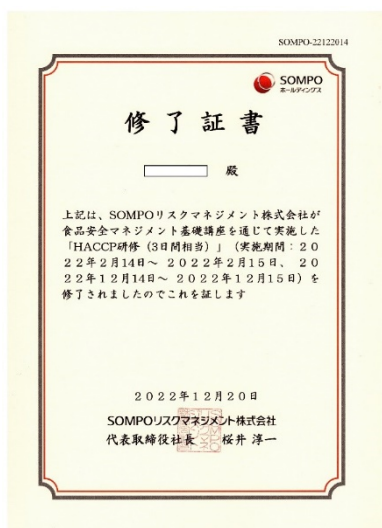 SOMPO-22122014
SOMPO
ホールディングス
修了証書
殿
上記は、SOMPOリスクマネジメント株式会社が
食品安全マネジメント基礎講座を通じて実施した
「HACCP研修（3日間相当）」（実施期間：２０
２２年２月14日～ ２０２２年２月15日、 ２０
２２年１２月14日～ ２０２２年１２月15日）を
修了されましたのでこれを証します
２０２２年１２月２０日
SOMPOリスクマネジメント株式会社
代表取締役社長 桜井 淳一